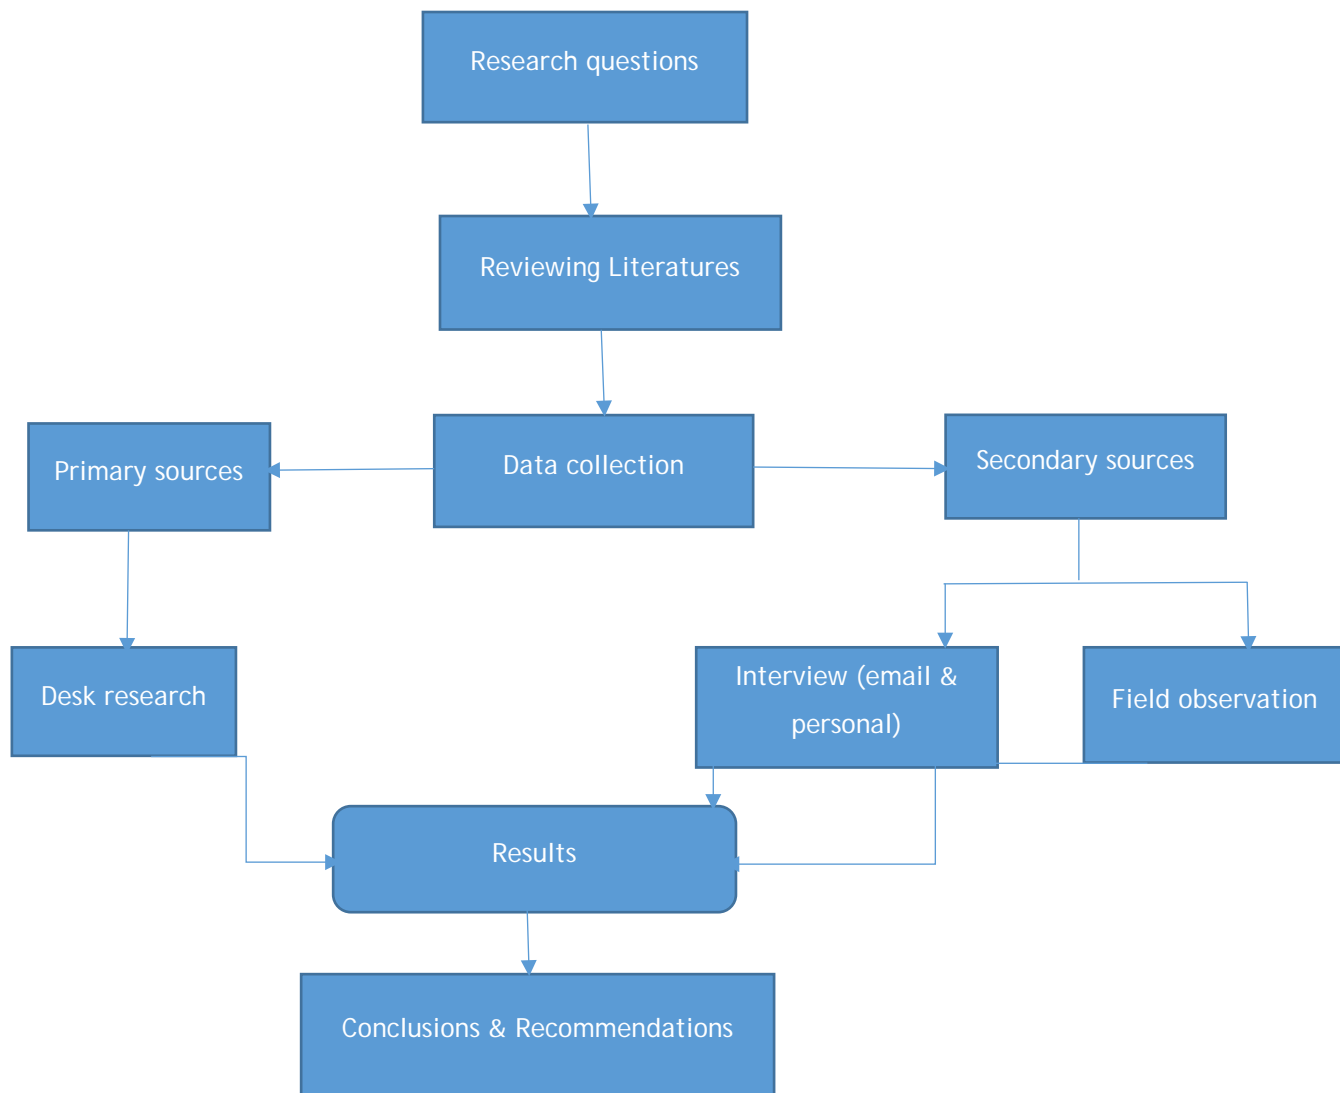 Research questions
Reviewing Literatures
Primary sources
Data collection
Secondary sources
Desk research
Interview (email &
personal)
Field observation
Results
Conclusions & Recommendations